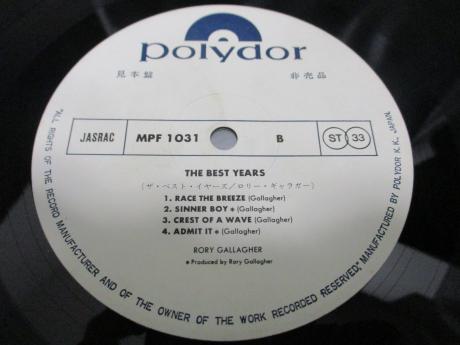 polydor
見本盤 非売品
JASRAC MPF 1031 B ST 33
THE BEST YEARS
(ザ・ベスト・イヤーズ/ロリー・ギャラガー)
1. RACE THE BREEZE (Gallagher)
2. SINNER BOY * (Gallagher)
3. CREST OF A WAVE (Gallagher)
4. ADMIT IT * (Gallagher)
RORY GALLAGHER
* Produced by Rory Gallagher
"ALL RIGHTS OF THE RECORD MANUFACTURER AND OF THE OWNER OF THE WORK RECORDED RESERVED," MANUFACTURED BY POLYDOR K.K. JAPAN.